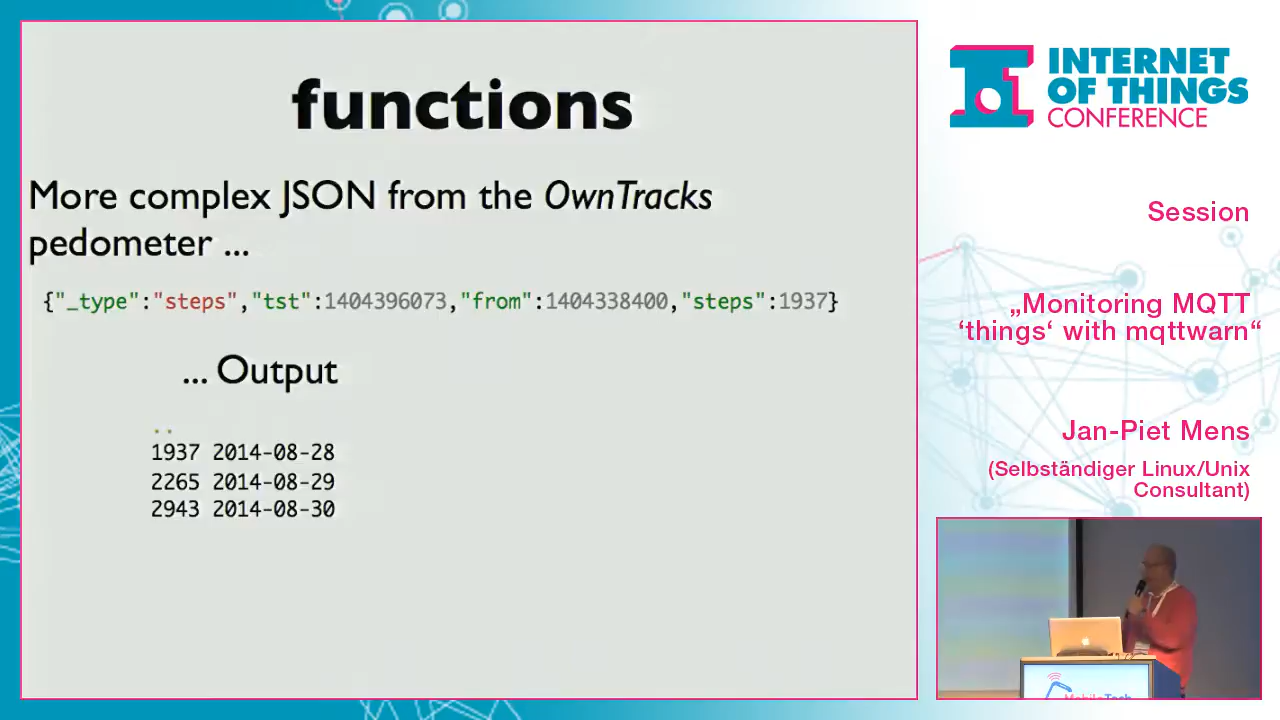 functions
More complex JSON from the OwnTracks
pedometer ...
{"_type":"steps","tst":1404396073,"from":1404338400,"steps":1937}
... Output
..
1937 2014-08-28
2265 2014-08-29
2943 2014-08-30
INTERNET
OF THINGS
CONFERENCE
Session
„Monitoring MQTT
‘things‘ with mqttwarn“
Jan-Piet Mens
(Selbständiger Linux/Unix
Consultant)
MobileTech